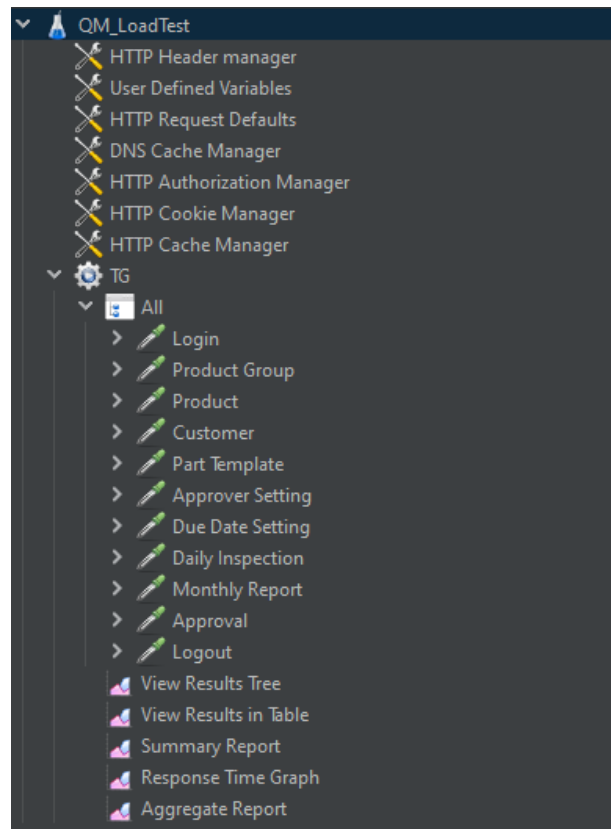 QM_LoadTest
HTTP Header manager
User Defined Variables
HTTP Request Defaults
DNS Cache Manager
HTTP Authorization Manager
HTTP Cookie Manager
HTTP Cache Manager
TG
All
Login
Product Group
Product
Customer
Part Template
Approver Setting
Due Date Setting
Daily Inspection
Monthly Report
Approval
Logout
View Results Tree
View Results in Table
Summary Report
Response Time Graph
Aggregate Report